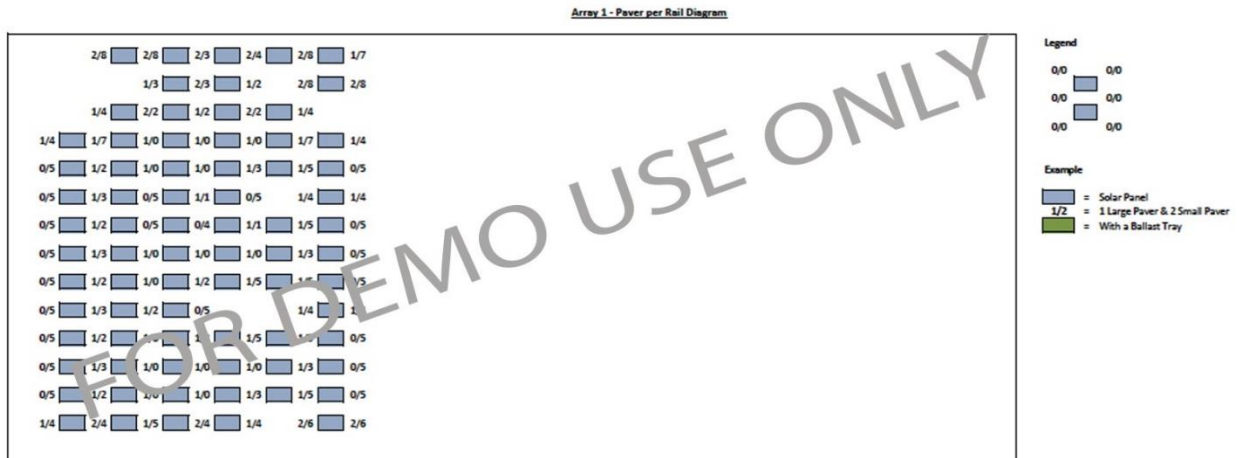 Array 1 - Paver per Rail Diagram
2/8 2/8 2/3 2/4 2/8 1/7
1/3 2/3 1/2 2/8 2/8
1/4 2/2 1/2 2/2 1/4
1/4 1/7 1/0 1/0 1/0 1/7 1/4
0/5 1/2 1/0 1/0 1/3 1/5 0/5
0/5 1/3 0/5 1/1 0/5 1/4 1/4
0/5 1/2 0/5 0/4 1/1 1/5 0/5
0/5 1/3 1/0 1/0 1/0 1/3 0/5
0/5 1/2 1/0 1/2 1/5
0/5 1/3 1/2 0/5 1/4
0/5 1/2 1/5 0/5
0/5 1/3 1/0 1/0 1/0 1/3 0/5
0/5 1/2 1/0 1/3 1/5 0/5
1/4 2/4 1/5 2/4 1/4 2/6 2/6
FOR DEMO USE ONLY
Legend
0/0 0/0
0/0 0/0
0/0 0/0
Example
= Solar Panel
1/2 = 1 Large Paver & 2 Small Paver
= With a Ballast Tray